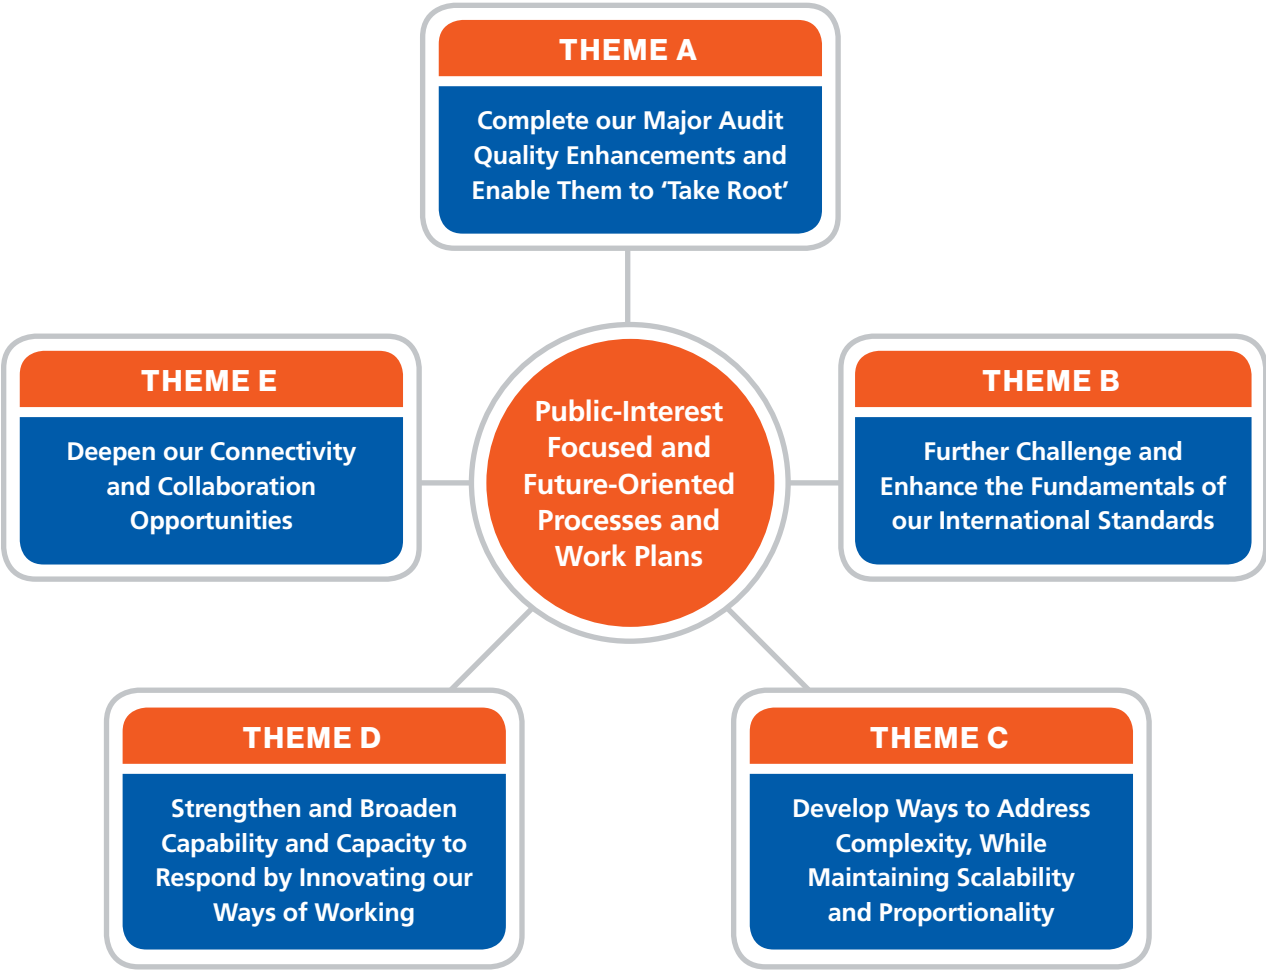 THEME A
Complete our Major Audit
Quality Enhancements and
Enable Them to ‘Take Root’
THEME E
Deepen our Connectivity
and Collaboration
Opportunities
Public-Interest
Focused and
Future-Oriented
Processes and
Work Plans
THEME B
Further Challenge and
Enhance the Fundamentals of
our International Standards
THEME D
Strengthen and Broaden
Capability and Capacity to
Respond by Innovating our
Ways of Working
THEME C
Develop Ways to Address
Complexity, While
Maintaining Scalability
and Proportionality